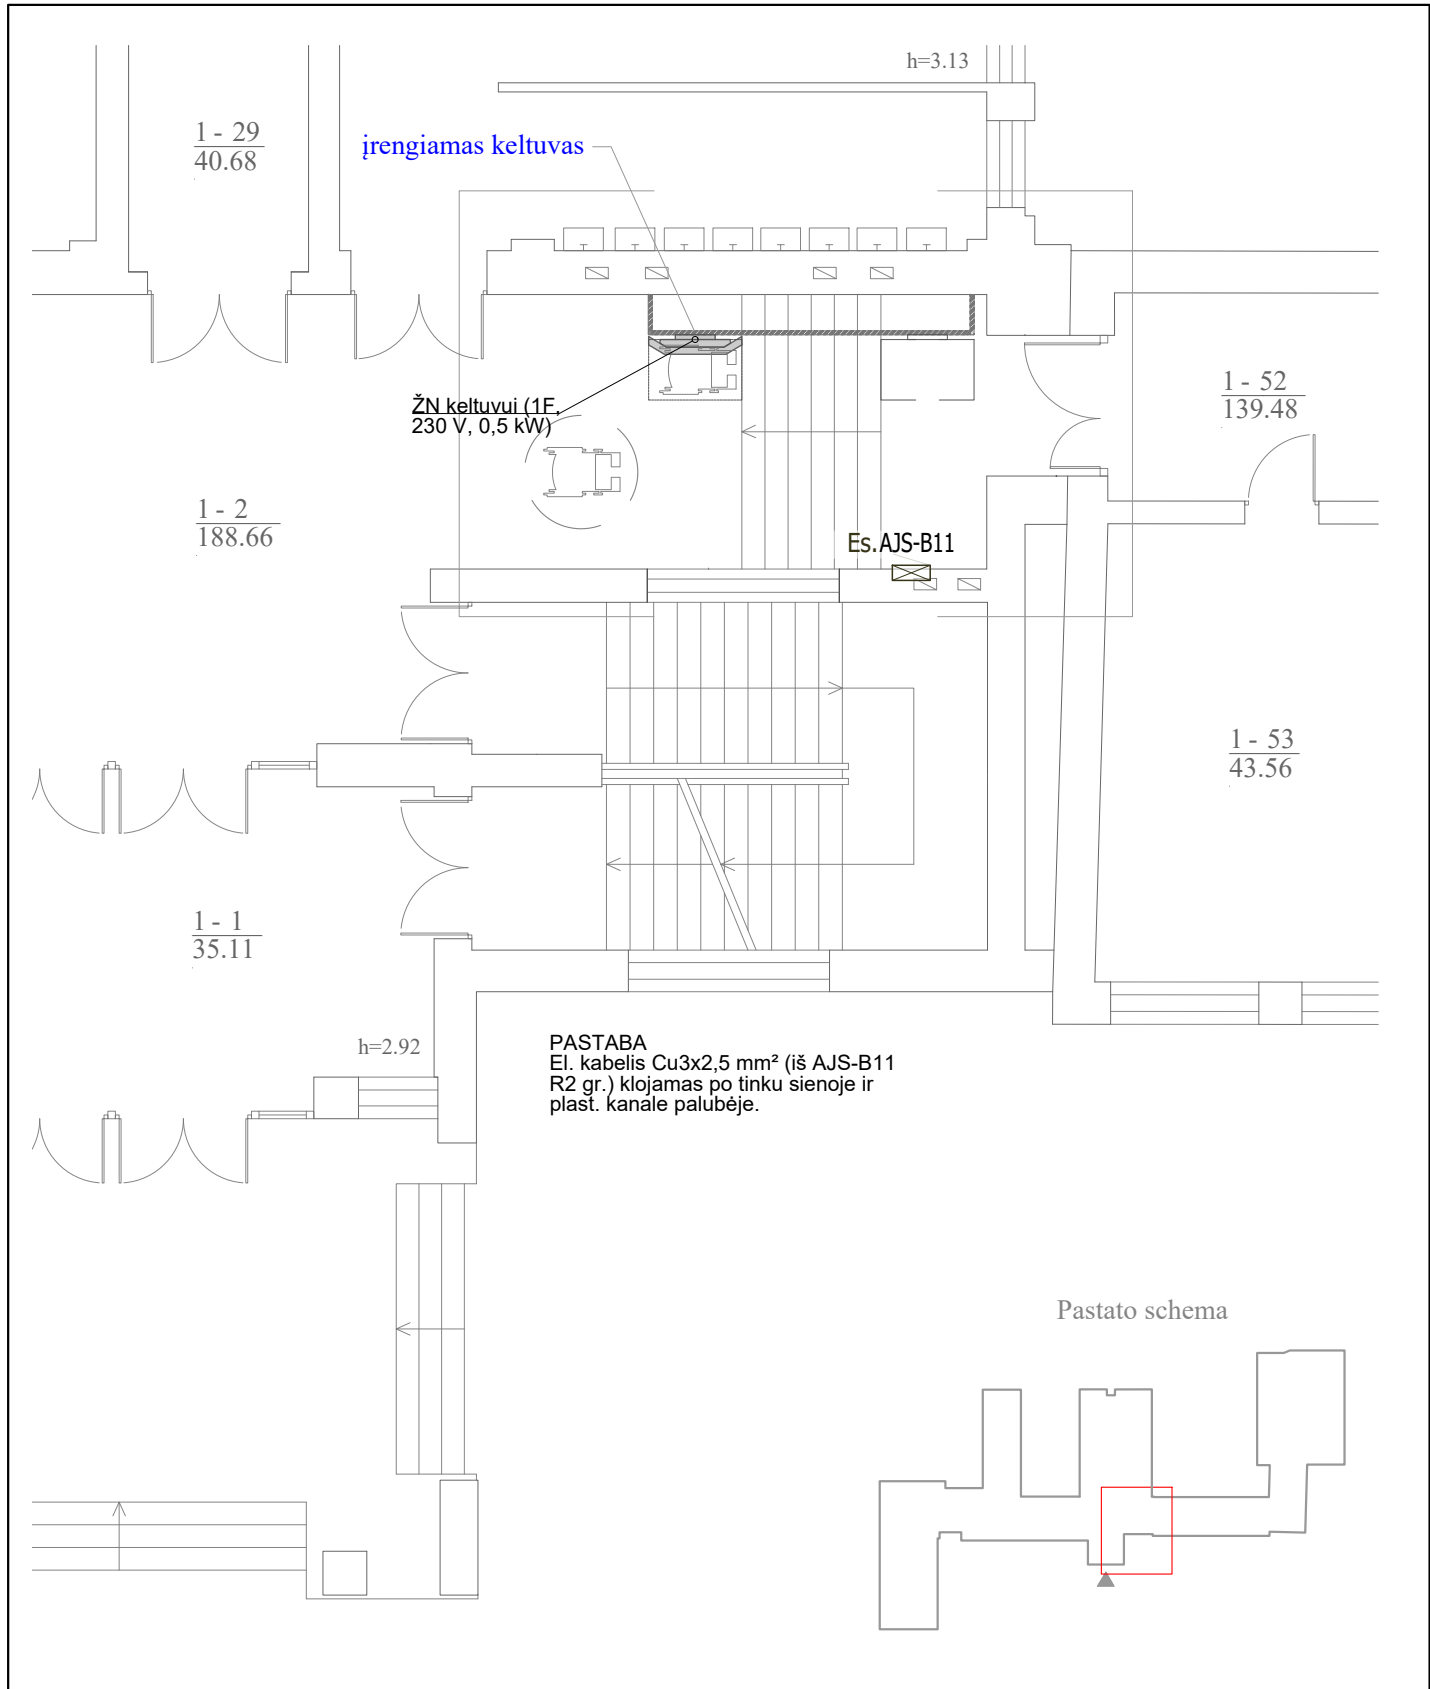 h=3.13
1 - 29
40.68
įrengiamas keltuvas
1 - 52
139.48
ŽN keltuvui (1F,
230 V, 0,5 kW)
1 - 2
188.66
Es.AJS-B11
1 - 53
43.56
1 - 1
35.11
h=2.92
PASTABA
El. kabelis Cu3x2,5 mm² (iš AJS-B11
R2 gr.) klojamas po tinku sienoje ir
plast. kanale palubėje.
Pastato schema